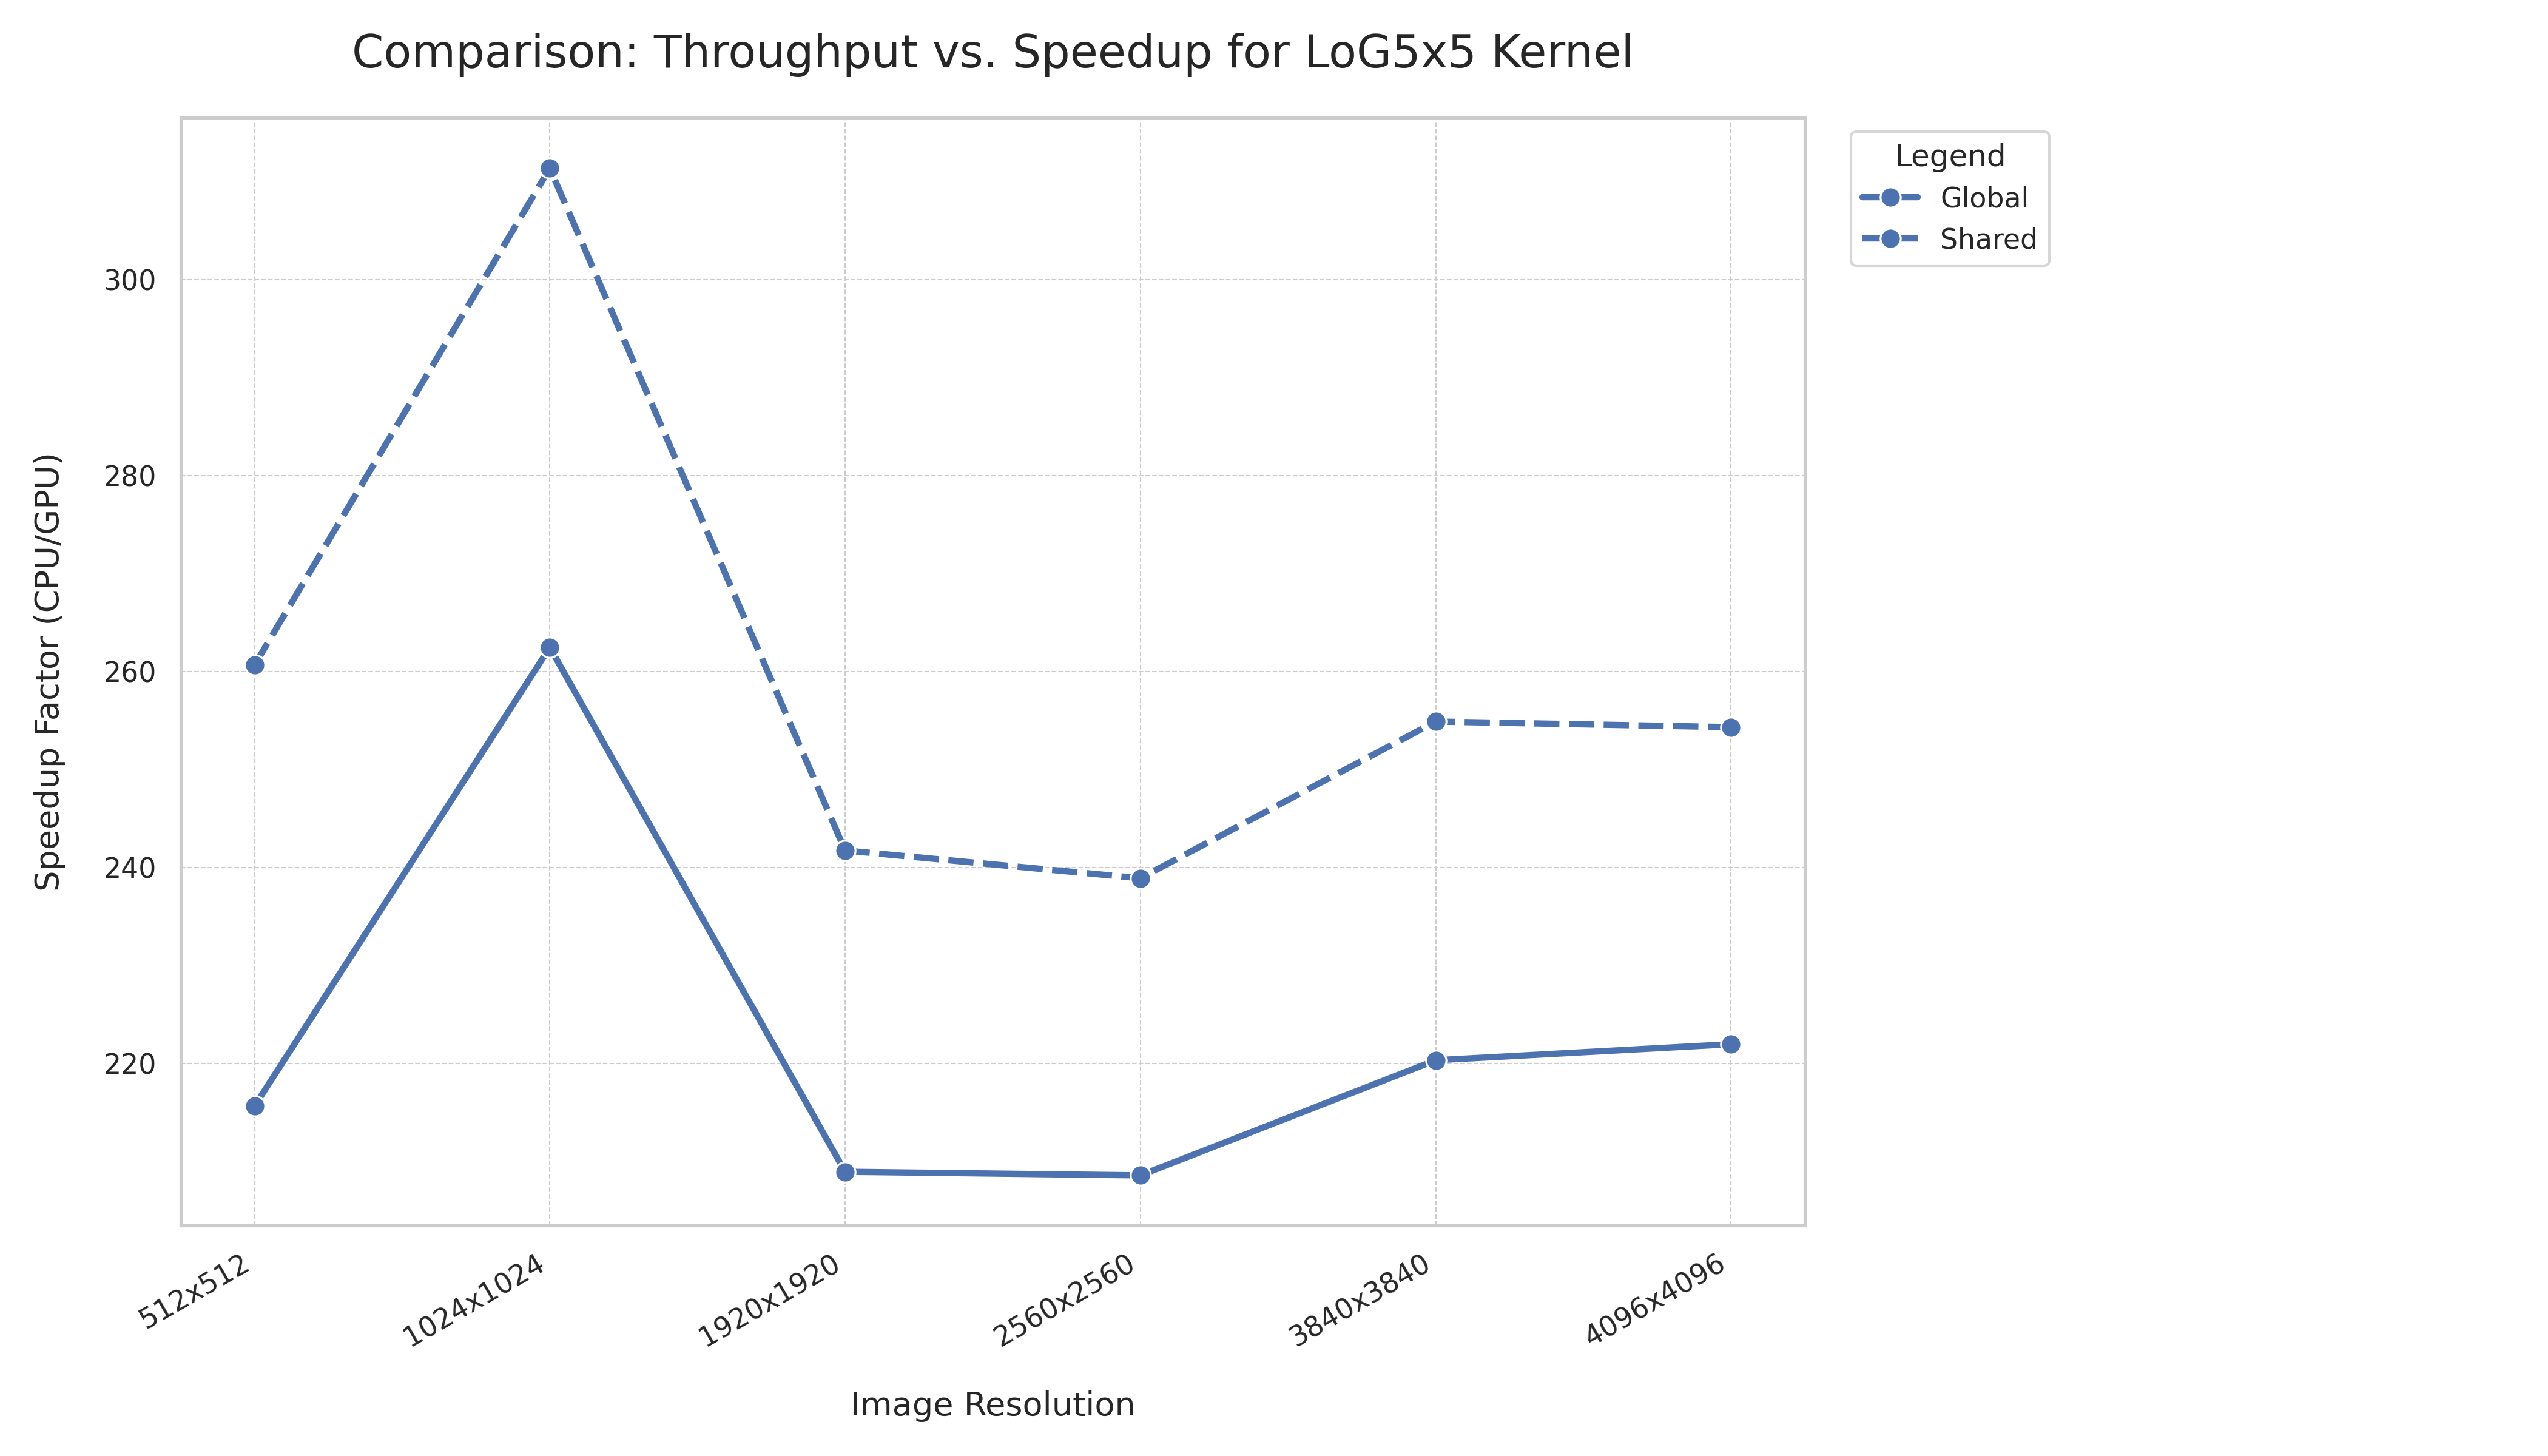 Comparison: Throughput vs. Speedup for LoG5x5 Kernel
Legend
Global
Shared
Speedup Factor (CPU/GPU)
300
280
260
240
220
512x512
1024x1024
1920x1920
2560x2560
3840x3840
4096x4096
Image Resolution